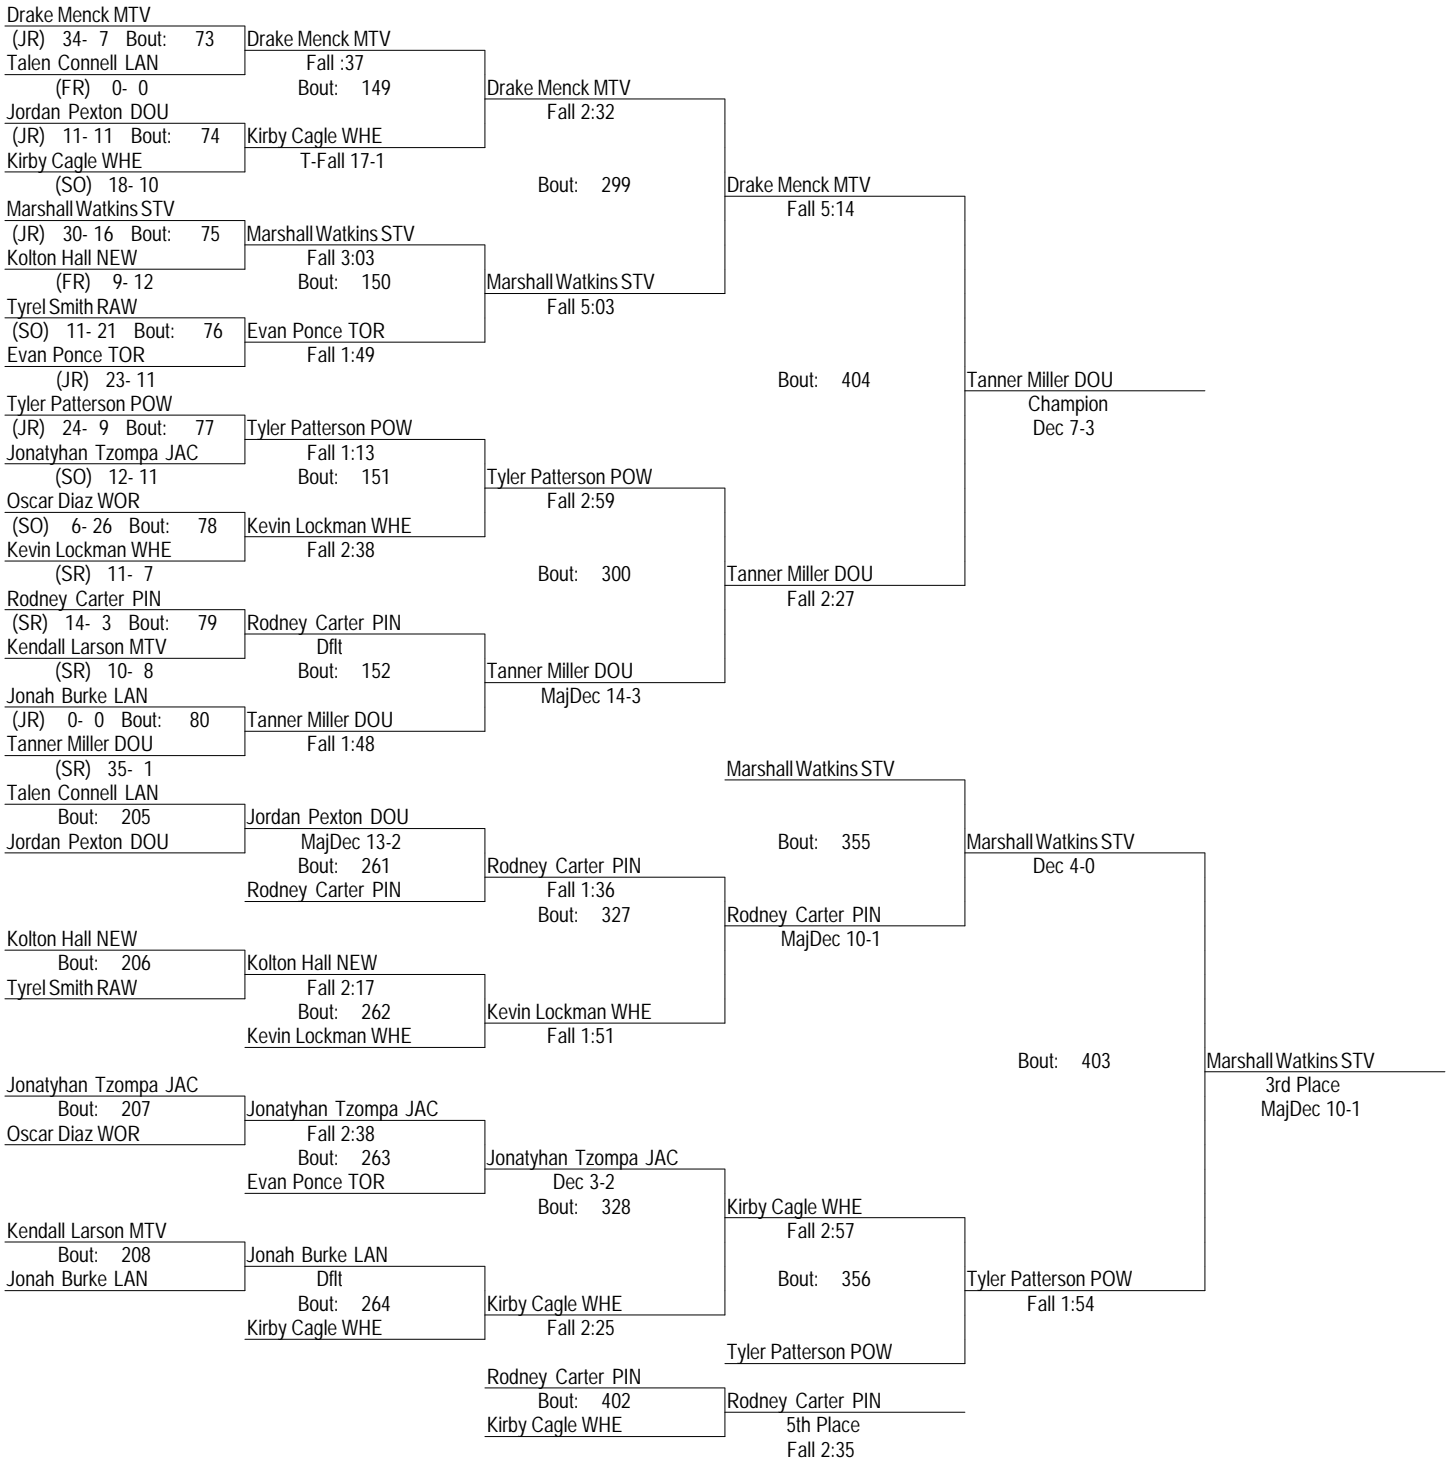 Drake Menck MTV
(JR) 34- 7 Bout: 73 Drake Menck MTV
Talen Connell LAN Fall :37
(FR) 0- 0 Bout: 149 Drake Menck MTV
Jordan Pexton DOU Fall 2:32
(JR) 11- 11 Bout: 74 Kirby Cagle WHE
Kirby Cagle WHE T-Fall 17-1
(SO) 18- 10 Bout: 299 Drake Menck MTV
Marshall Watkins STV Fall 5:14
(JR) 30- 16 Bout: 75 Marshall Watkins STV
Kolton Hall NEW Fall 3:03
(FR) 9- 12 Bout: 150 Marshall Watkins STV
Tyrel Smith RAW Fall 5:03
(SO) 11- 21 Bout: 76 Evan Ponce TOR
Evan Ponce TOR Fall 1:49
(JR) 23- 11 Bout: 404 Tanner Miller DOU
Tyler Patterson POW Champion
(JR) 24- 9 Bout: 77 Tyler Patterson POW Dec 7-3
Jonatyhan Tzompa JAC Fall 1:13
(SO) 12- 11 Bout: 151 Tyler Patterson POW
Oscar Diaz WOR Fall 2:59
(SO) 6- 26 Bout: 78 Kevin Lockman WHE
Kevin Lockman WHE Fall 2:38
(SR) 11- 7 Bout: 300 Tanner Miller DOU
Rodney Carter PIN Fall 2:27
(SR) 14- 3 Bout: 79 Rodney Carter PIN
Kendall Larson MTV Dflt
(SR) 10- 8 Bout: 152 Tanner Miller DOU
Jonah Burke LAN MajDec 14-3
(JR) 0- 0 Bout: 80 Tanner Miller DOU
Tanner Miller DOU Fall 1:48
(SR) 35- 1 Marshall Watkins STV
Talen Connell LAN
Bout: 205 Jordan Pexton DOU
Jordan Pexton DOU MajDec 13-2 Bout: 355 Marshall Watkins STV
Bout: 261 Rodney Carter PIN Dec 4-0
Rodney Carter PIN Fall 1:36
Bout: 327 Rodney Carter PIN
Kolton Hall NEW MajDec 10-1
Bout: 206 Kolton Hall NEW
Tyrel Smith RAW Fall 2:17
Bout: 262 Kevin Lockman WHE
Kevin Lockman WHE Fall 1:51
Bout: 403 Marshall Watkins STV
Jonatyhan Tzompa JAC 3rd Place
Bout: 207 Jonatyhan Tzompa JAC MajDec 10-1
Oscar Diaz WOR Fall 2:38
Bout: 263 Jonatyhan Tzompa JAC
Evan Ponce TOR Dec 3-2
Bout: 328 Kirby Cagle WHE
Kendall Larson MTV Fall 2:57
Bout: 208 Jonah Burke LAN
Jonah Burke LAN Dflt Bout: 356 Tyler Patterson POW
Bout: 264 Kirby Cagle WHE Fall 1:54
Kirby Cagle WHE Fall 2:25
Tyler Patterson POW
Rodney Carter PIN
Bout: 402 Rodney Carter PIN
Kirby Cagle WHE 5th Place
Fall 2:35